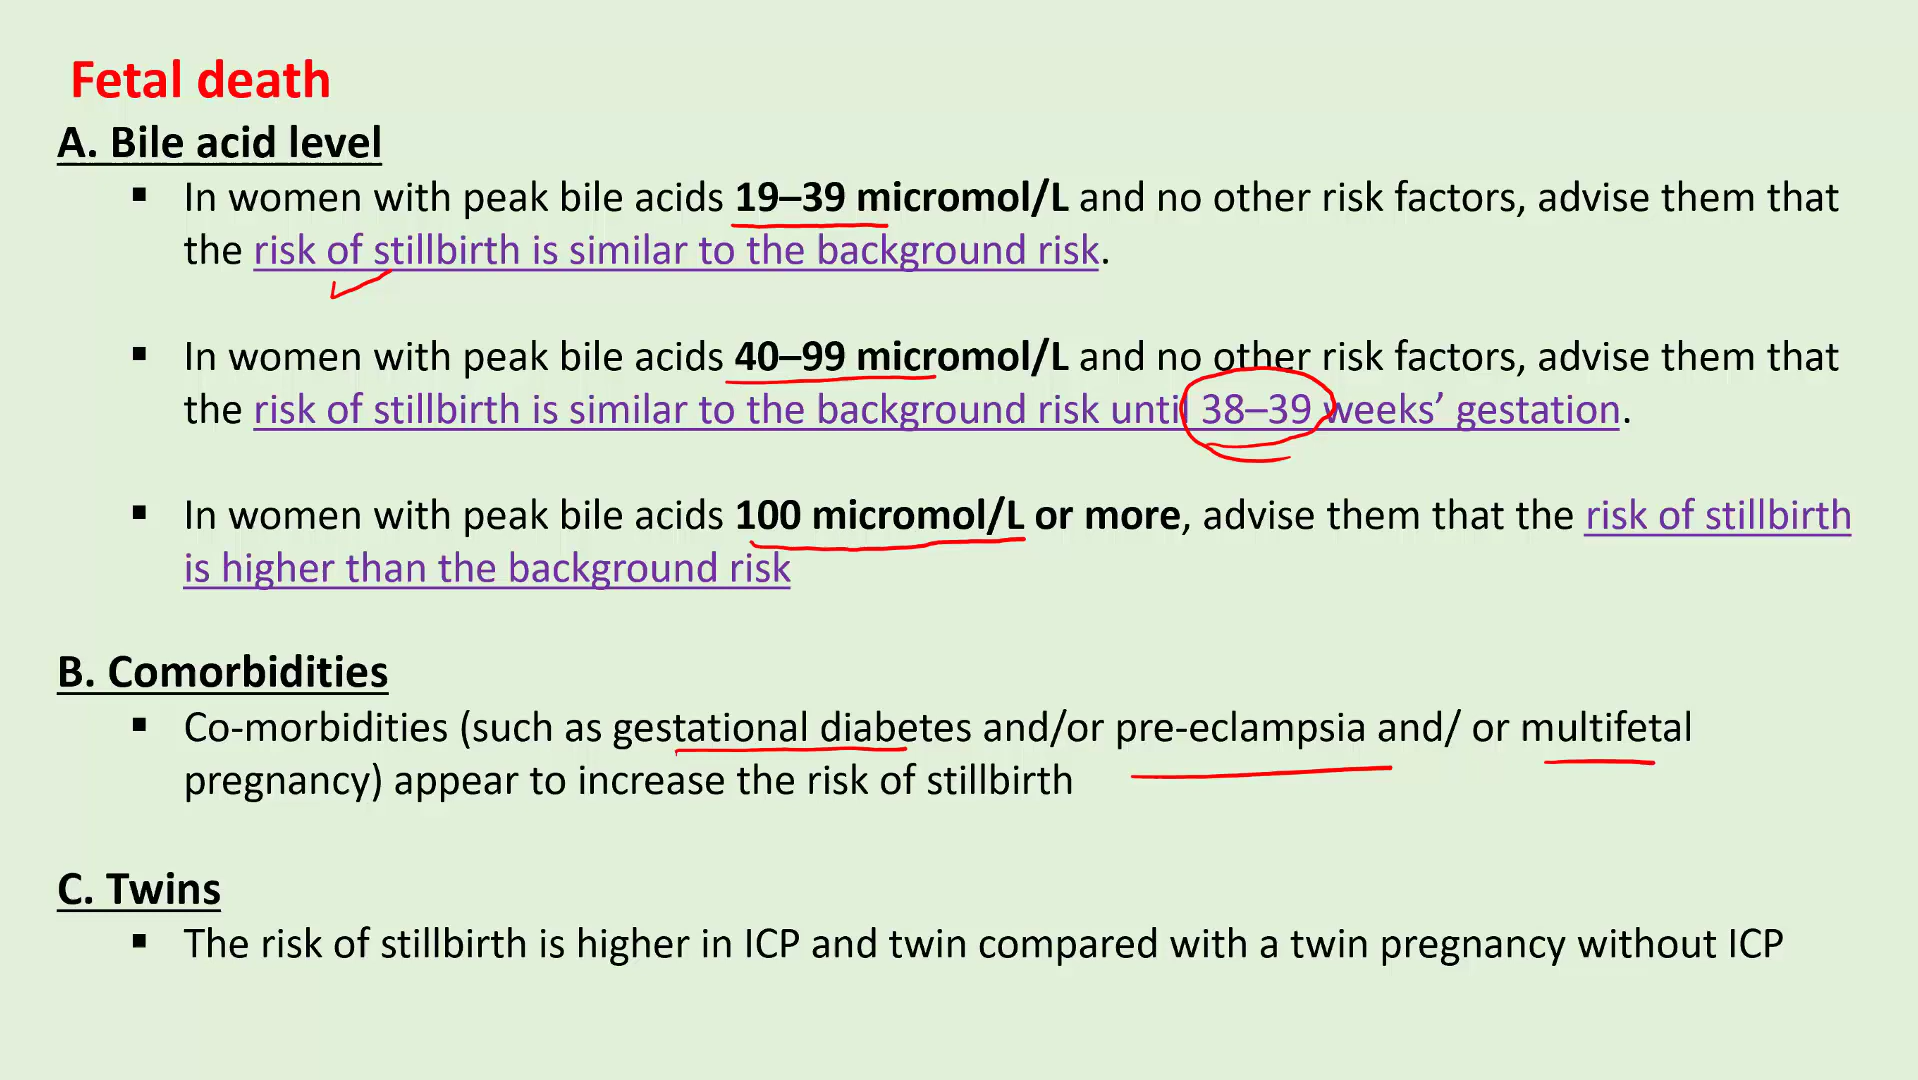 Fetal death
A. Bile acid level
▪ In women with peak bile acids 19–39 micromol/L and no other risk factors, advise them that
the risk of stillbirth is similar to the background risk.
▪ In women with peak bile acids 40–99 micromol/L and no other risk factors, advise them that
the risk of stillbirth is similar to the background risk until 38–39 weeks’ gestation.
▪ In women with peak bile acids 100 micromol/L or more, advise them that the risk of stillbirth
is higher than the background risk
B. Comorbidities
▪ Co-morbidities (such as gestational diabetes and/or pre-eclampsia and/ or multifetal
pregnancy) appear to increase the risk of stillbirth
C. Twins
▪ The risk of stillbirth is higher in ICP and twin compared with a twin pregnancy without ICP